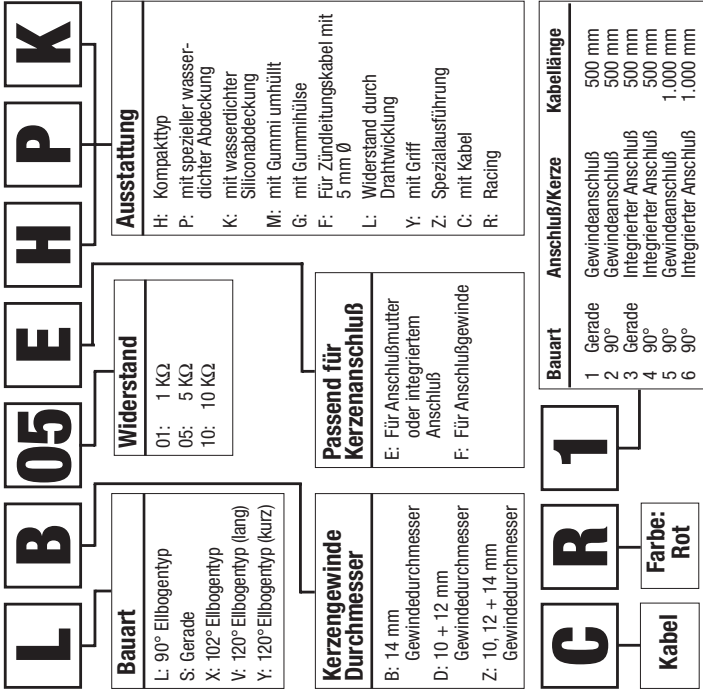 L B 05 E H P K
Bauart
L: 90° Ellbogentyp
S: Gerade
X: 102° Ellbogentyp
V: 120° Ellbogentyp (lang)
Y: 120° Ellbogentyp (kurz)
Widerstand
01: 1 KΩ
05: 5 KΩ
10: 10 KΩ
Ausstattung
H: Kompakttyp
P: mit spezieller wasser-
dichter Abdeckung
K: mit wasserdichter
Siliconabdeckung
M: mit Gummi umhüllt
G: mit Gummihülse
F: Für Zündleitungskabel mit
5 mm Ø
L: Widerstand durch
Drahtwicklung
Y: mit Griff
Z: Spezialausführung
C: mit Kabel
R: Racing
Kerzengewinde
Durchmesser
B: 14 mm
Gewindedurchmesser
D: 10 + 12 mm
Gewindedurchmesser
Z: 10, 12 + 14 mm
Gewindedurchmesser
Passend für
Kerzenanschluß
E: Für Anschlußmutter
oder integriertem
Anschluß
F: Für Anschlußgewinde
C R 1
Kabel
Farbe:
Rot
Bauart Anschluß/Kerze Kabellänge
1 Gerade Gewindeanschluß 500 mm
2 90° Gewindeanschluß 500 mm
3 Gerade Integrierter Anschluß 500 mm
4 90° Integrierter Anschluß 500 mm
5 90° Gewindeanschluß 1.000 mm
6 90° Integrierter Anschluß 1.000 mm